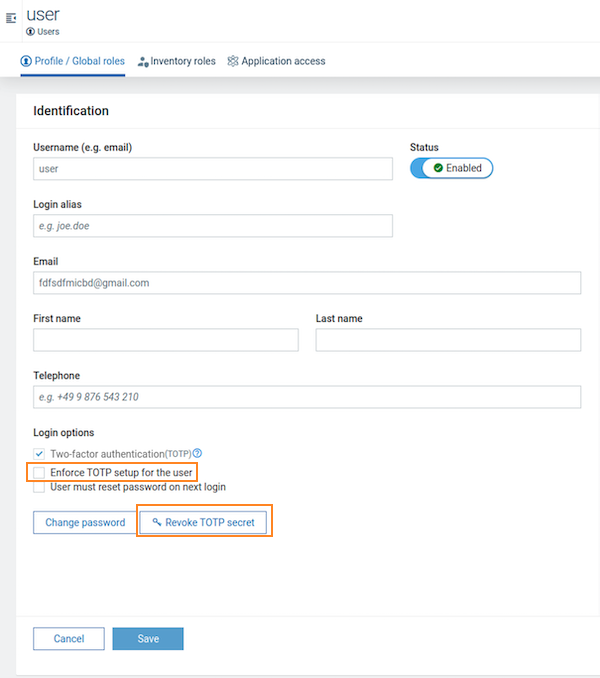 user
Users
Profile / Global roles Inventory roles Application access
Identification
Username (e.g. email) Status
user Enabled
Login alias
e.g. joe.doe
Email
fdfsdfmicbd@gmail.com
First name Last name
Telephone
e.g. +49 9 876 543 210
Login options
Two-factor authentication(TOTP)
Enforce TOTP setup for the user
User must reset password on next login
Change password Revoke TOTP secret
Cancel Save